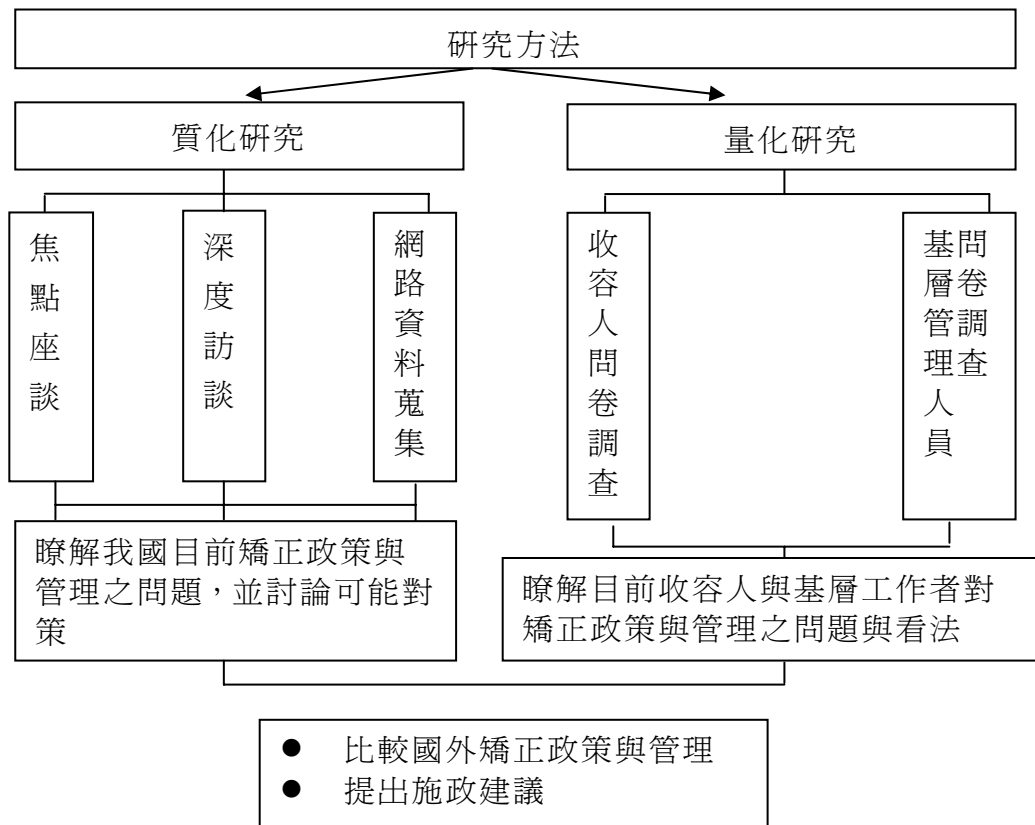 研究方法
質化研究
量化研究
焦點座談
深度訪談
網路資料蒐集
收容人問卷調查
基層管理人員
問卷調查
瞭解我國目前矯正政策與
管理之問題，並討論可能對
策
瞭解目前收容人與基層工作者對
矯正政策與管理之問題與看法
● 比較國外矯正政策與管理
● 提出施政建議